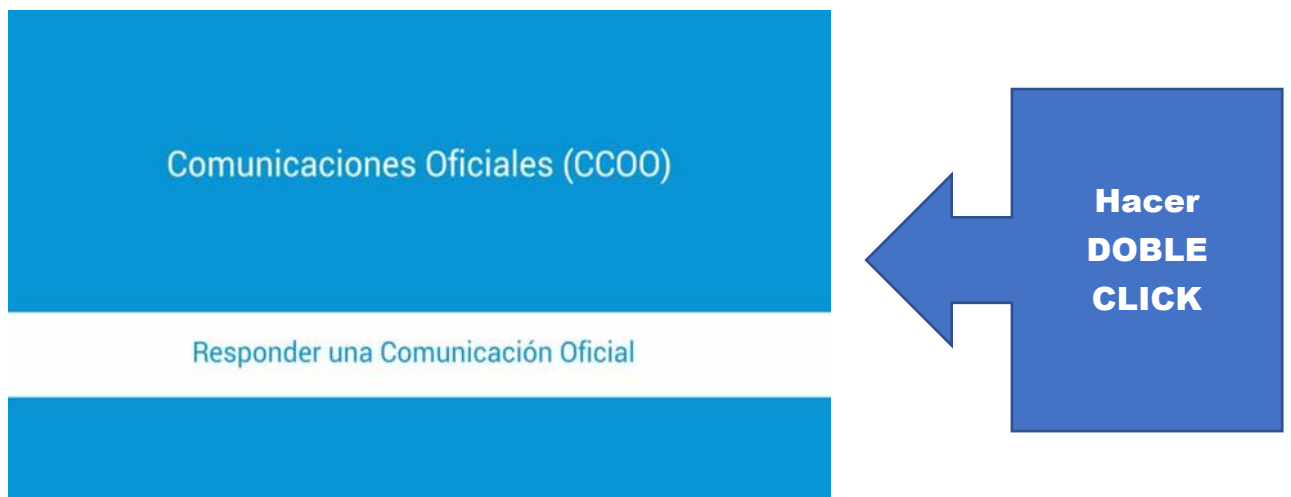 Comunicaciones Oficiales (CCOO)
Responder una Comunicación Oficial
Hacer
DOBLE
CLICK